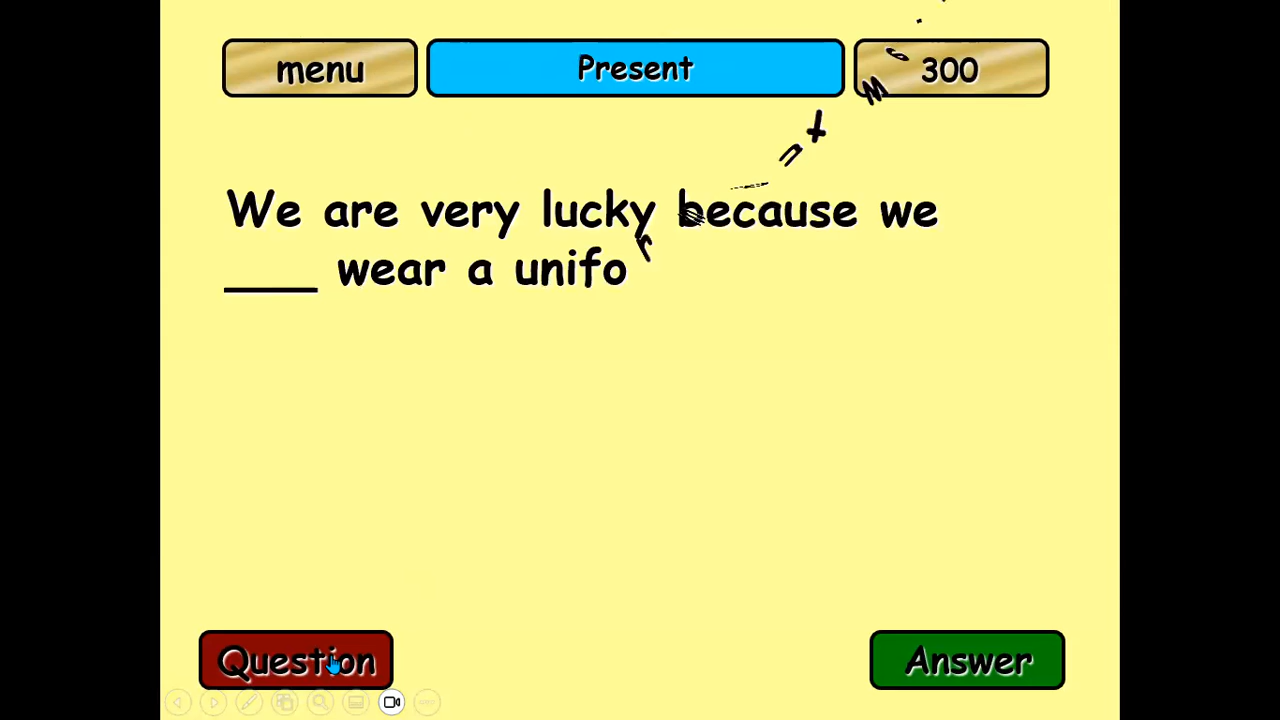 menu
Present
300
We are very lucky because we
____ wear a unifo
Question
Answer